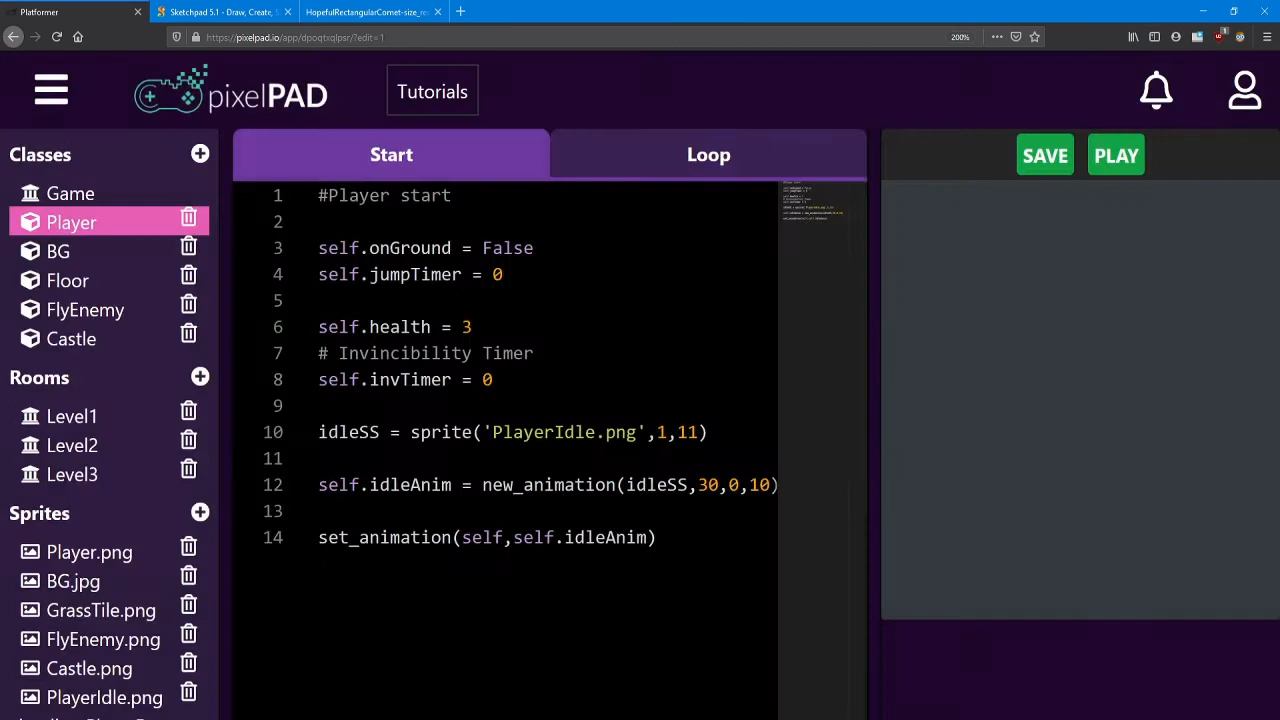 Platformer
Sketchpad 5.1 - Draw, Create, S
HopefulRectangularComet-size_re
https://pixelpad.io/app/dpoqtxqlpsr/?edit=1
200%
1
pixelPAD
Tutorials
Classes
Game
Player
BG
Floor
FlyEnemy
Castle
Rooms
Level1
Level2
Level3
Sprites
Player.png
BG.jpg
GrassTile.png
FlyEnemy.png
Castle.png
PlayerIdle.png
Start
Loop
1 #Player start
2
3 self.onGround = False
4 self.jumpTimer = 0
5
6 self.health = 3
7 # Invincibility Timer
8 self.invTimer = 0
9
10 idleSS = sprite('PlayerIdle.png',1,11)
11
12 self.idleAnim = new_animation(idleSS,30,0,10)
13
14 set_animation(self,self.idleAnim)
SAVE
PLAY